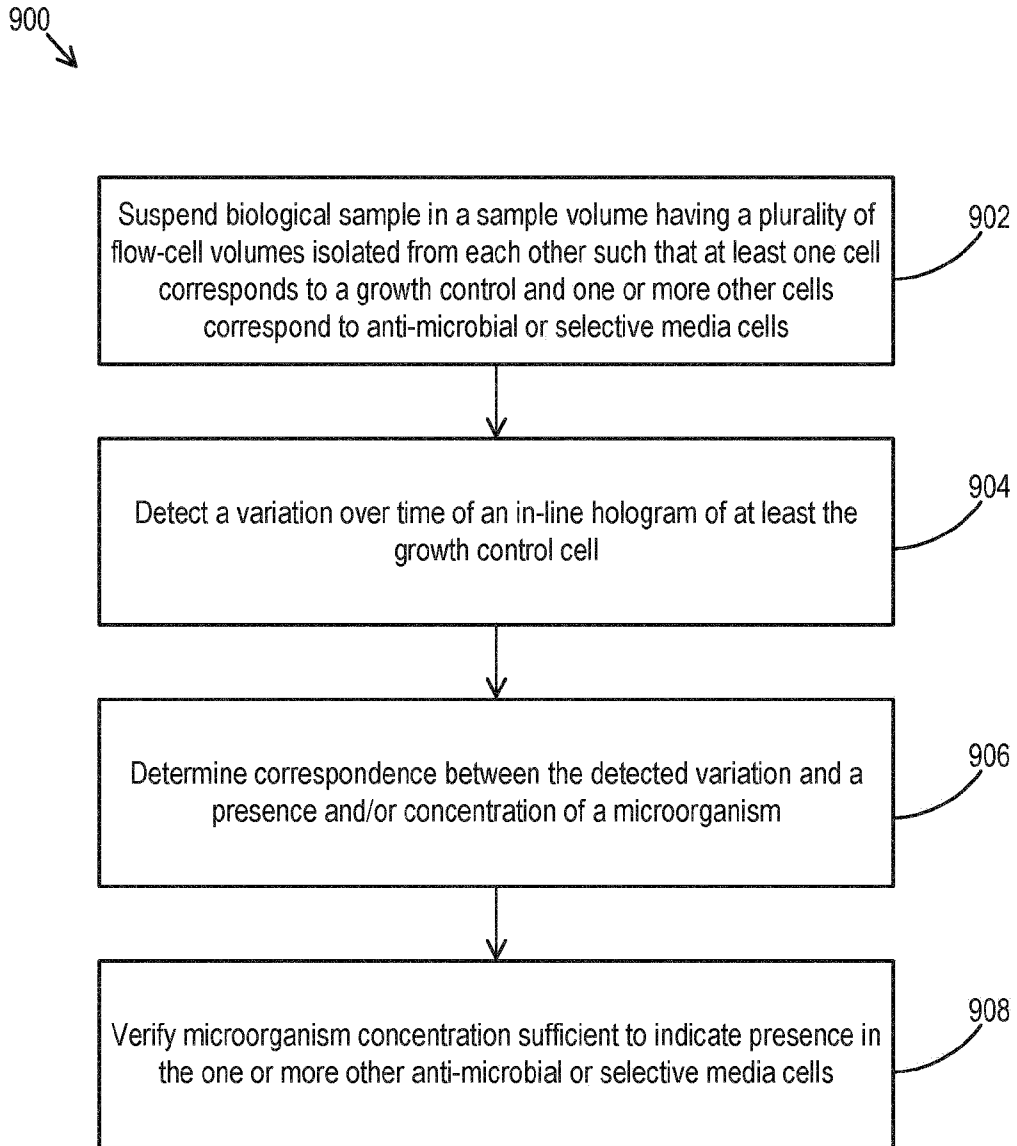 900
Suspend biological sample in a sample volume having a plurality of
flow-cell volumes isolated from each other such that at least one cell
corresponds to a growth control and one or more other cells
correspond to anti-microbial or selective media cells
902
Detect a variation over time of an in-line hologram of at least the
growth control cell
904
Determine correspondence between the detected variation and a
presence and/or concentration of a microorganism
906
Verify microorganism concentration sufficient to indicate presence in
the one or more other anti-microbial or selective media cells
908